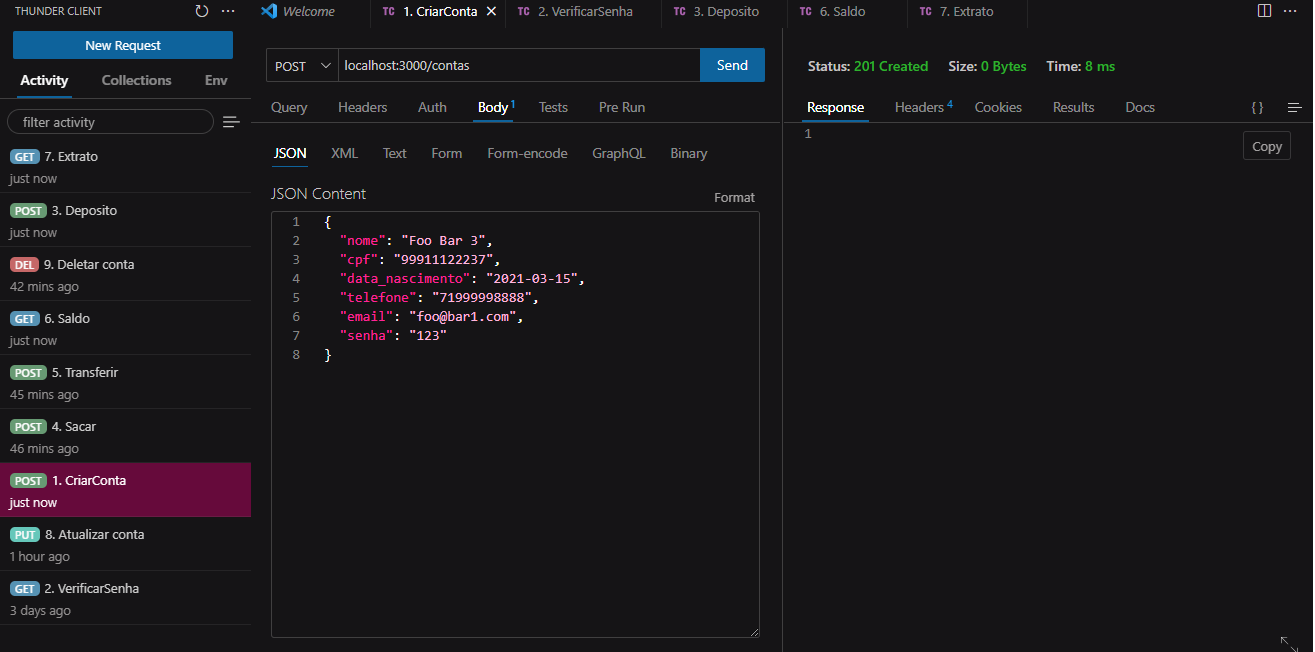 THUNDER CLIENT
New Request
Activity Collections Env
filter activity
GET 7. Extrato
just now
POST 3. Deposito
just now
DEL 9. Deletar conta
42 mins ago
GET 6. Saldo
just now
POST 5. Transferir
45 mins ago
POST 4. Sacar
46 mins ago
POST 1. CriarConta
just now
PUT 8. Atualizar conta
1 hour ago
GET 2. VerificarSenha
3 days ago
Welcome TC 1. CriarConta TC 2. VerificarSenha TC 3. Deposito TC 6. Saldo TC 7. Extrato
POST localhost:3000/contas Send
Query Headers Auth Body 1 Tests Pre Run
JSON XML Text Form Form-encode GraphQL Binary
JSON Content Format
1 {
2 "nome": "Foo Bar 3",
3 "cpf": "99911122237",
4 "data_nascimento": "2021-03-15",
5 "telefone": "71999998888",
6 "email": "foo@bar1.com",
7 "senha": "123"
8 }
Status: 201 Created Size: 0 Bytes Time: 8 ms
Response Headers 4 Cookies Results Docs { }
1
Copy